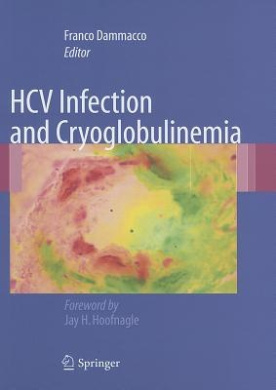 Franco Dammacco
Editor
HCV Infection
and Cryoglobulinemia
Foreword by
Jay H. Hoofnagle
Springer